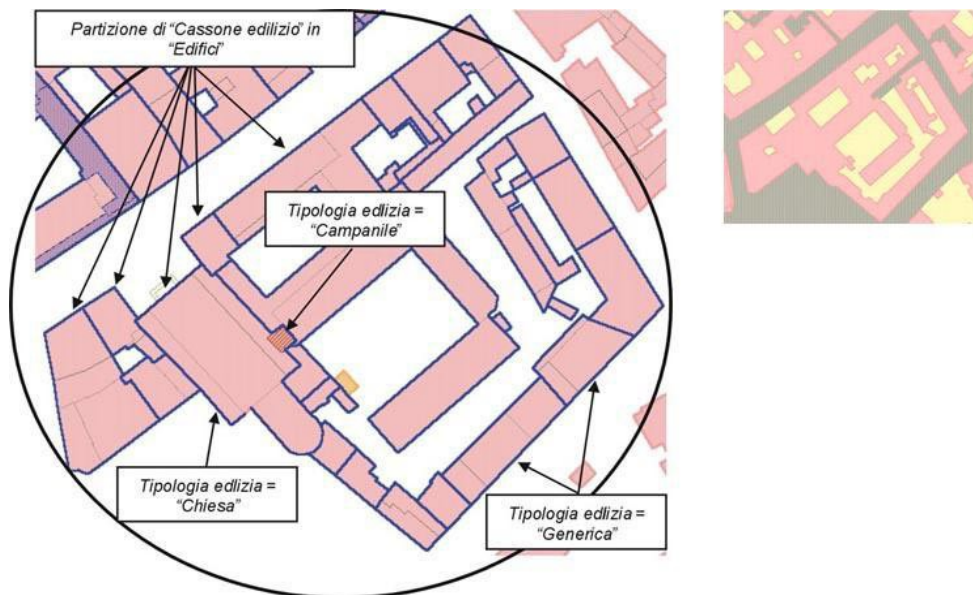 Partizione di “Cassone edilizio” in
“Edifici”
Tipologia edlizia =
“Campanile”
Tipologia edlizia =
“Chiesa”
Tipologia edlizia =
“Generica”